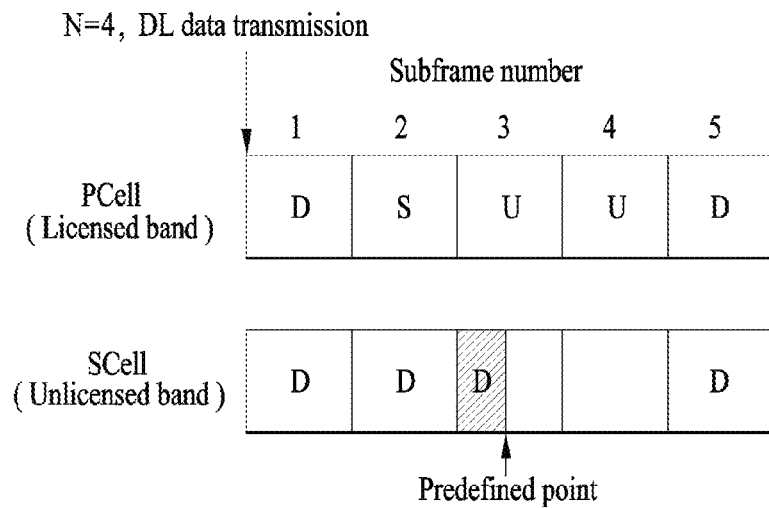 N=4, DL data transmission
Subframe number
1 2 3 4 5
PCell
( Licensed band )
D S U U D
SCell
( Unlicensed band )
D D D D
Predefined point